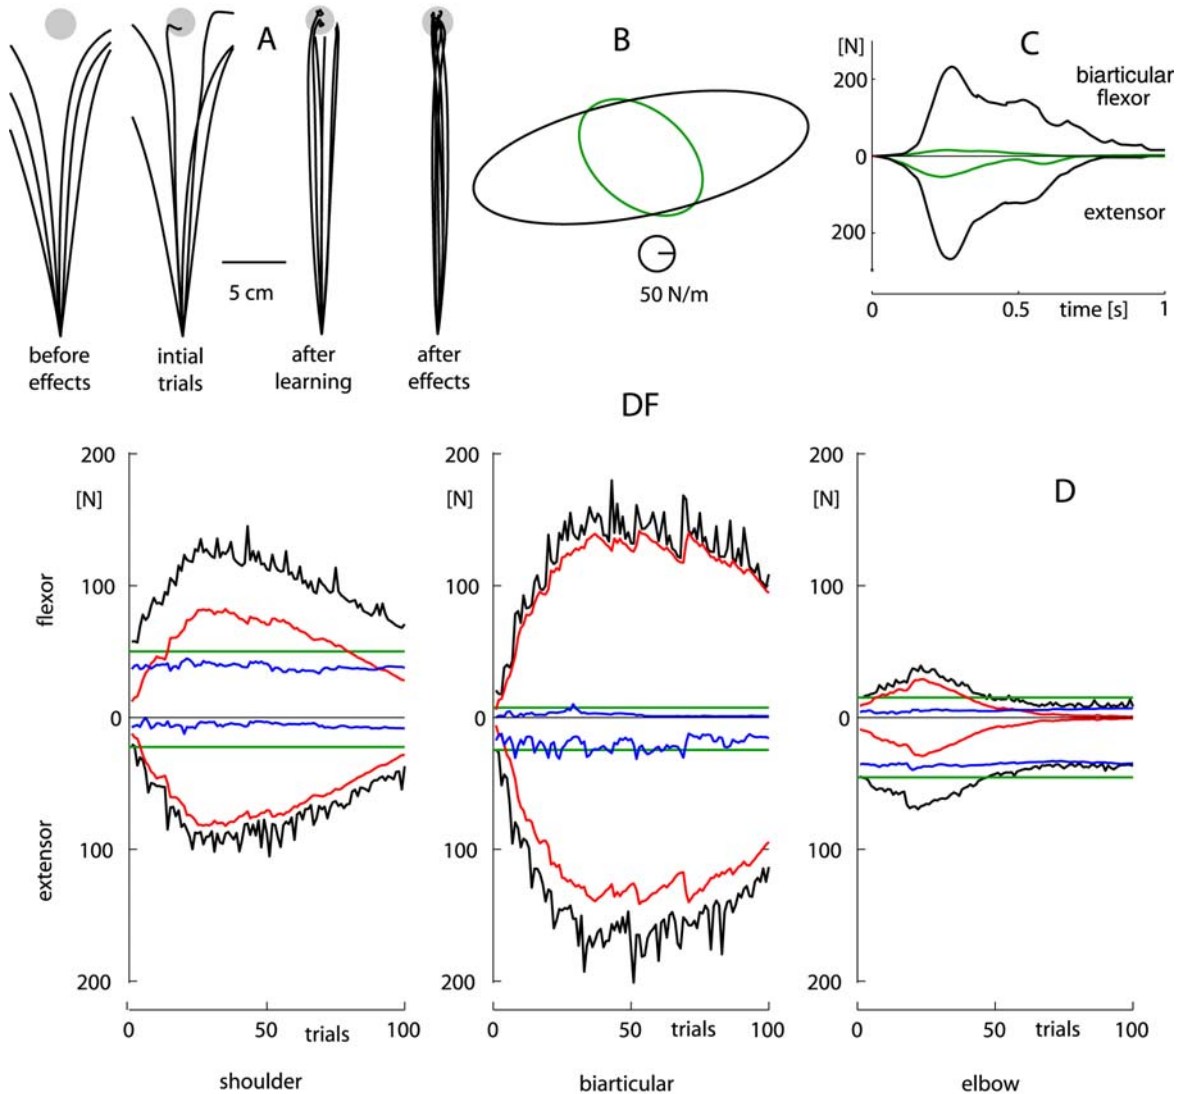 A
B
C
[N]
200
0
200
biarticular
flexor
extensor
0
0.5
time [s]
1
5 cm
50 N/m
before
effects
intial
trials
after
learning
after
effects
DF
D
200
[N]
100
0
100
200
flexor
extensor
0
50
trials
100
shoulder
200
[N]
100
0
100
200
0
50
trials
100
biarticular
200
[N]
100
0
100
200
0
50
trials
100
elbow